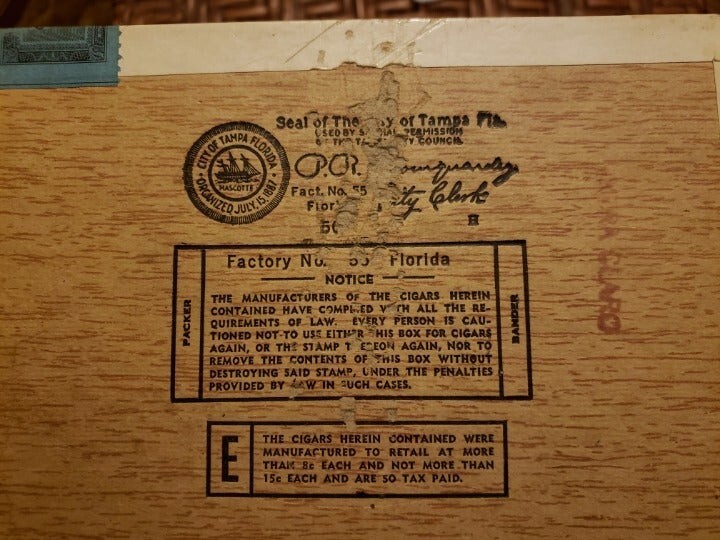 Seal of The City of Tampa Fla.
USED BY SPECIAL PERMISSION
OF THE CITY COUNCIL
CITY OF TAMPA FLORIDA
ORGANIZED JULY, 15, 1887
MASCOTTE
Fact. No. 55
City Clerk
50
H
Factory No. 55 Florida
NOTICE
PACKER
BANDER
THE MANUFACTURERS OF THE CIGARS HEREIN
CONTAINED HAVE COMPLIED WITH ALL THE RE-
QUIREMENTS OF LAW. EVERY PERSON IS CAU-
TIONED NOT TO USE EITHER THIS BOX FOR CIGARS
AGAIN, OR THE STAMP THEREON AGAIN, NOR TO
REMOVE THE CONTENTS OF THIS BOX WITHOUT
DESTROYING SAID STAMP, UNDER THE PENALTIES
PROVIDED BY LAW IN SUCH CASES.
E
THE CIGARS HEREIN CONTAINED WERE
MANUFACTURED TO RETAIL AT MORE
THAN 8c EACH AND NOT MORE THAN
15c EACH AND ARE SO TAX PAID.
CLARO